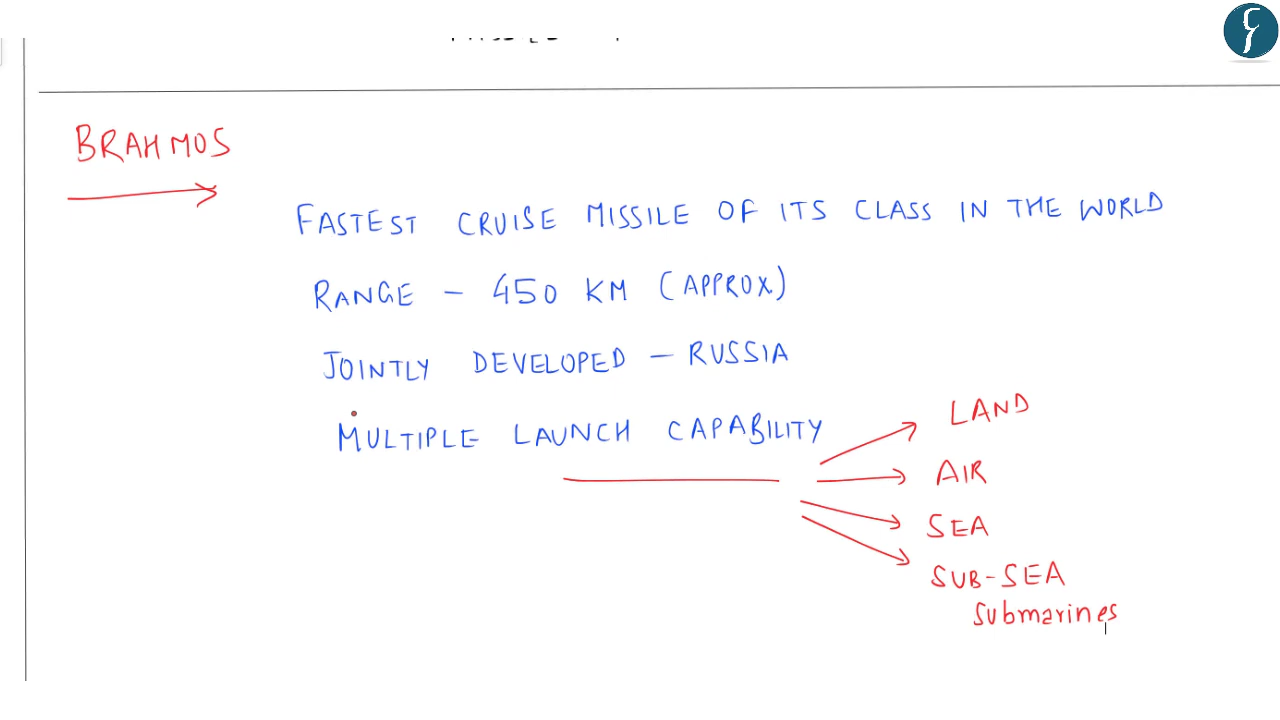 BRAHMOS
FASTEST CRUISE MISSILE OF ITS CLASS IN THE WORLD
RANGE - 450 KM (APPROX)
JOINTLY DEVELOPED - RUSSIA
MULTIPLE LAUNCH CAPABILITY
LAND
AIR
SEA
SUB-SEA
Submarines